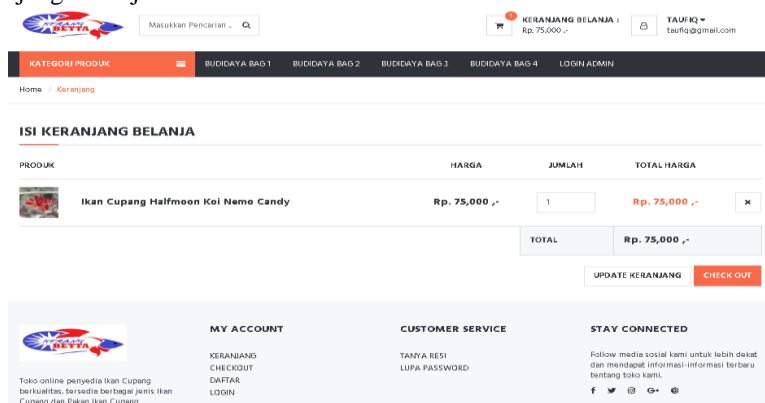 Masukkan Pencarian ..
1
KERANJANG BELANJA :
Rp. 75,000 ,-
TAUFIQ
taufiq@gmail.com
KATEGORI PRODUK
BUDIDAYA BAG 1
BUDIDAYA BAG 2
BUDIDAYA BAG 3
BUDIDAYA BAG 4
LOGIN ADMIN
Home / Keranjang
ISI KERANJANG BELANJA
PRODUK HARGA JUMLAH TOTAL HARGA
Ikan Cupang Halfmoon Koi Nemo Candy Rp. 75,000 ,- 1 Rp. 75,000 ,-
TOTAL Rp. 75,000 ,-
UPDATE KERANJANG CHECK OUT
BETTA
Toko online penyedia Ikan Cupang
berkualitas, tersedia berbagai jenis Ikan
Cupang dan Pakan Ikan Cupang
MY ACCOUNT
KERANJANG
CHECKOUT
DAFTAR
LOGIN
CUSTOMER SERVICE
TANYA RESI
LUPA PASSWORD
STAY CONNECTED
Follow media sosial kami untuk lebih dekat
dan mendapat informasi-informasi terbaru
tentang toko kami.